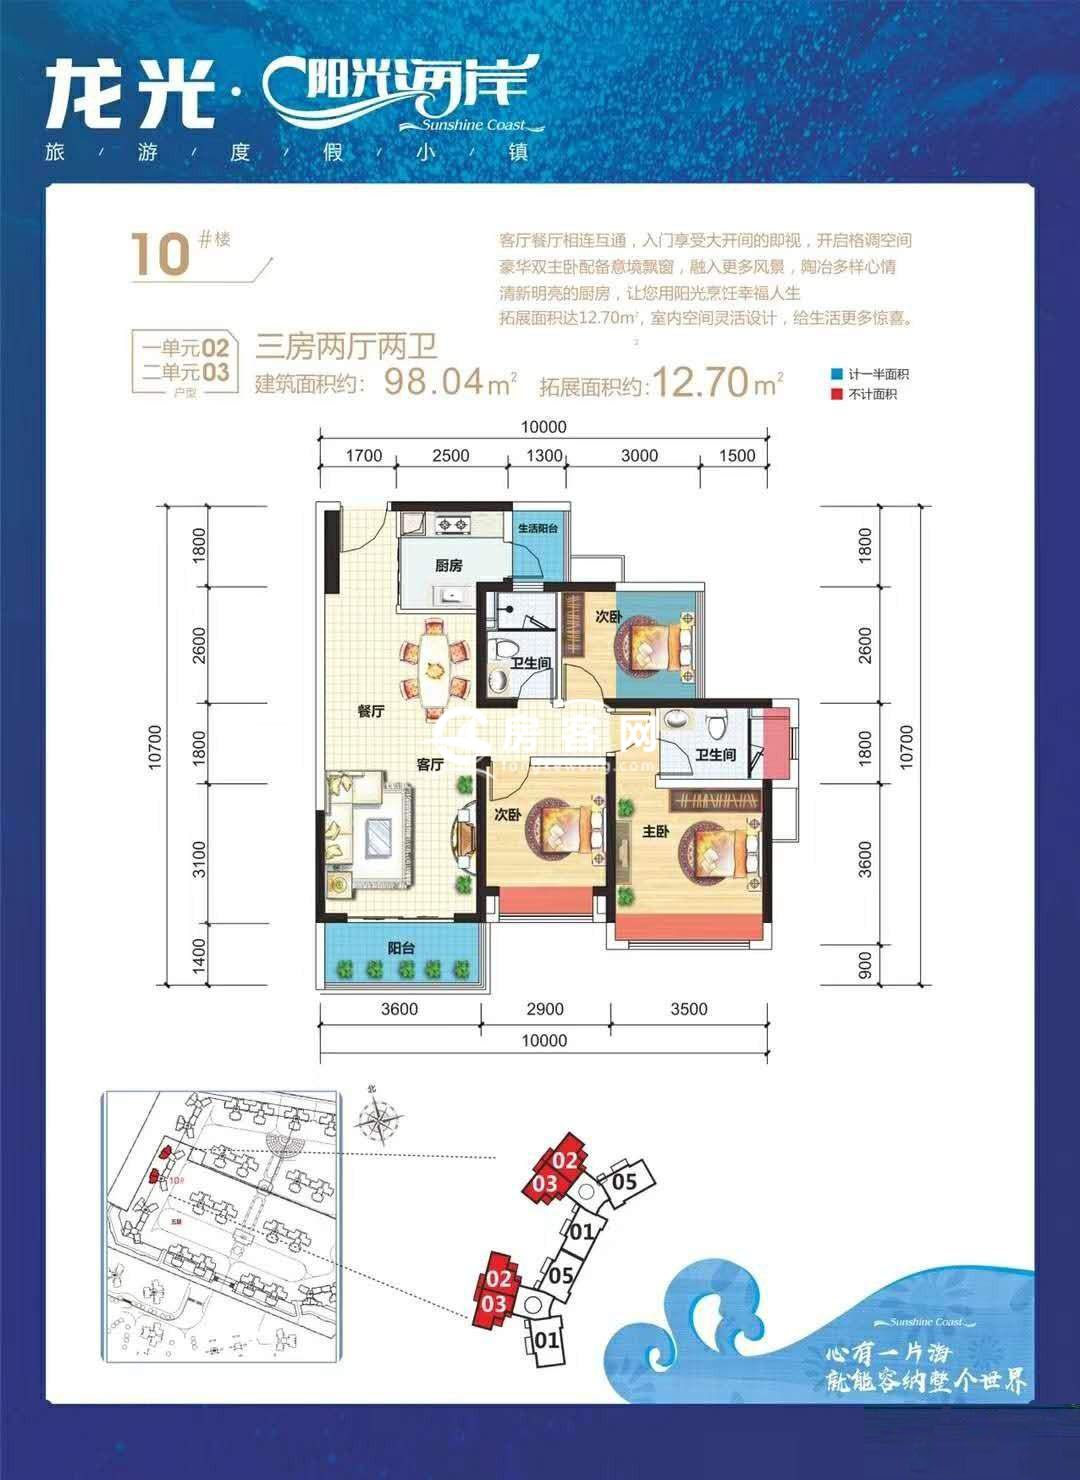 龙光·阳光海岸
Sunshine Coast
旅/游/度/假/小/镇
10#楼
客厅餐厅相连互通，入门享受大开间的即视，开启格调空间
豪华双主卧配备意境飘窗，融入更多风景，陶冶多样心情
清新明亮的厨房，让您用阳光烹饪幸福人生
拓展面积达12.70m²，室内空间灵活设计，给生活更多惊喜。
2
一单元02
二单元03
户型
三房两厅两卫
建筑面积约：98.04m² 拓展面积约：12.70m²
计一半面积
不计面积
10000
1700 2500 1300 3000 1500
10700
1800
2600
1800
3100
1400
1800
2600
1800
3600
900
10700
生活阳台
厨房
次卧
卫生间
餐厅
客厅
卫生间
次卧
主卧
阳台
房客网
3600 2900 3500
10000
北
10#
02
03
05
01
05
02
03
01
Sunshine Coast
心有一片海
就能容纳整个世界